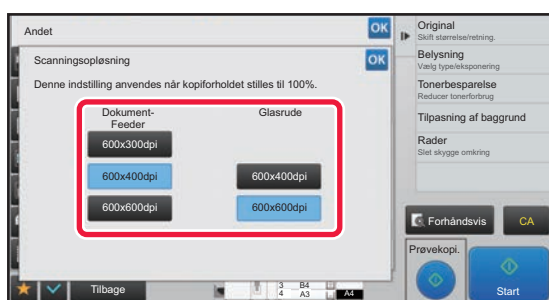 Andet
OK
Scanningsopløsning
OK
Denne indstilling anvendes når kopiforholdet stilles til 100%.
Dokument-
Feeder
Glasrude
600x300dpi
600x400dpi
600x400dpi
600x600dpi
600x600dpi
Original
Skift størrelse/retning.
Belysning
Vælg type/eksponering
Tonerbesparelse
Reducer tonerforbrug
Tilpasning af baggrund
Rader
Slet skygge omkring
Forhåndsvis
CA
Prøvekopi.
Start
Tilbage
3 B4
4 A3
A4